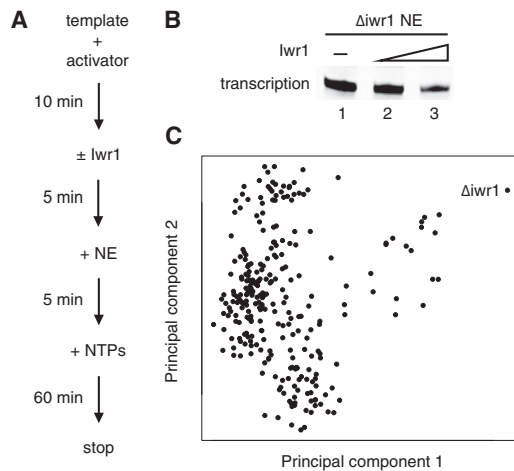 A
template
+
activator
10 min
± Iwr1
5 min
+ NE
5 min
+ NTPs
60 min
stop
B
Δiwr1 NE
Iwr1
–
transcription
1 2 3
C
Δiwr1
Principal component 2
Principal component 1